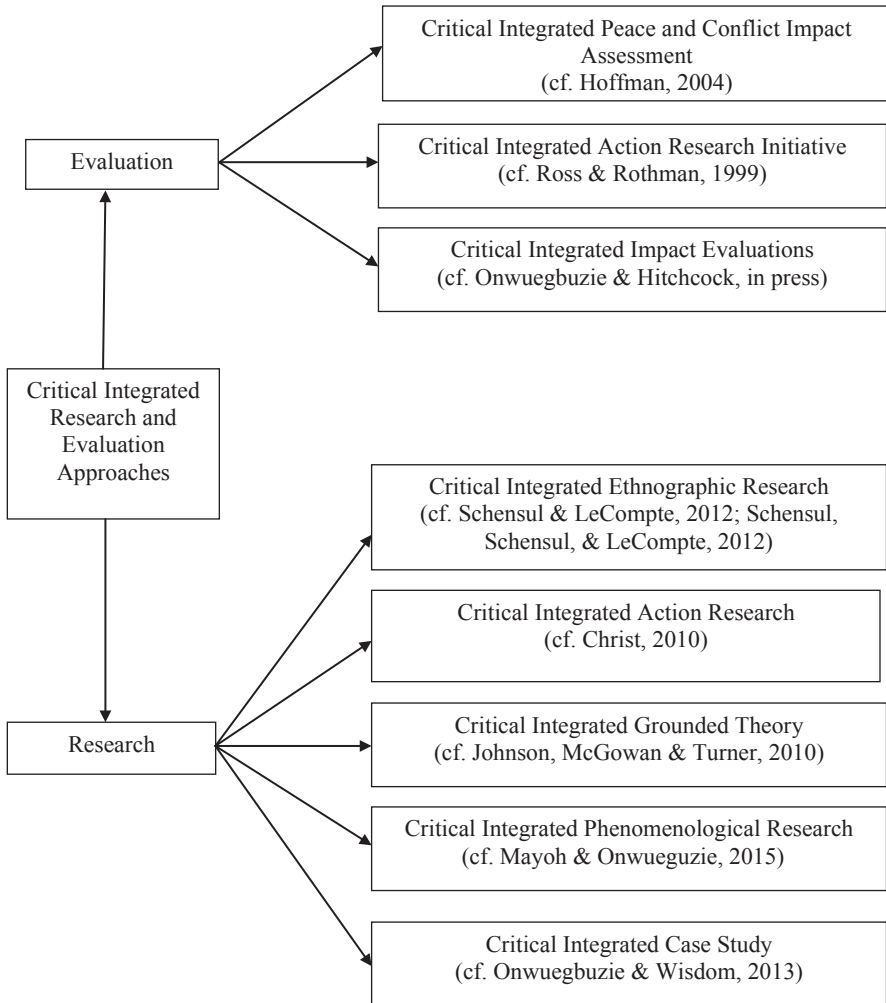 Critical Integrated Peace and Conflict Impact
Assessment
(cf. Hoffman, 2004)
Evaluation
Critical Integrated Action Research Initiative
(cf. Ross & Rothman, 1999)
Critical Integrated Impact Evaluations
(cf. Onwuegbuzie & Hitchcock, in press)
Critical Integrated
Research and
Evaluation
Approaches
Critical Integrated Ethnographic Research
(cf. Schensul & LeCompte, 2012; Schensul,
Schensul, & LeCompte, 2012)
Critical Integrated Action Research
(cf. Christ, 2010)
Research
Critical Integrated Grounded Theory
(cf. Johnson, McGowan & Turner, 2010)
Critical Integrated Phenomenological Research
(cf. Mayoh & Onwueguzie, 2015)
Critical Integrated Case Study
(cf. Onwuegbuzie & Wisdom, 2013)